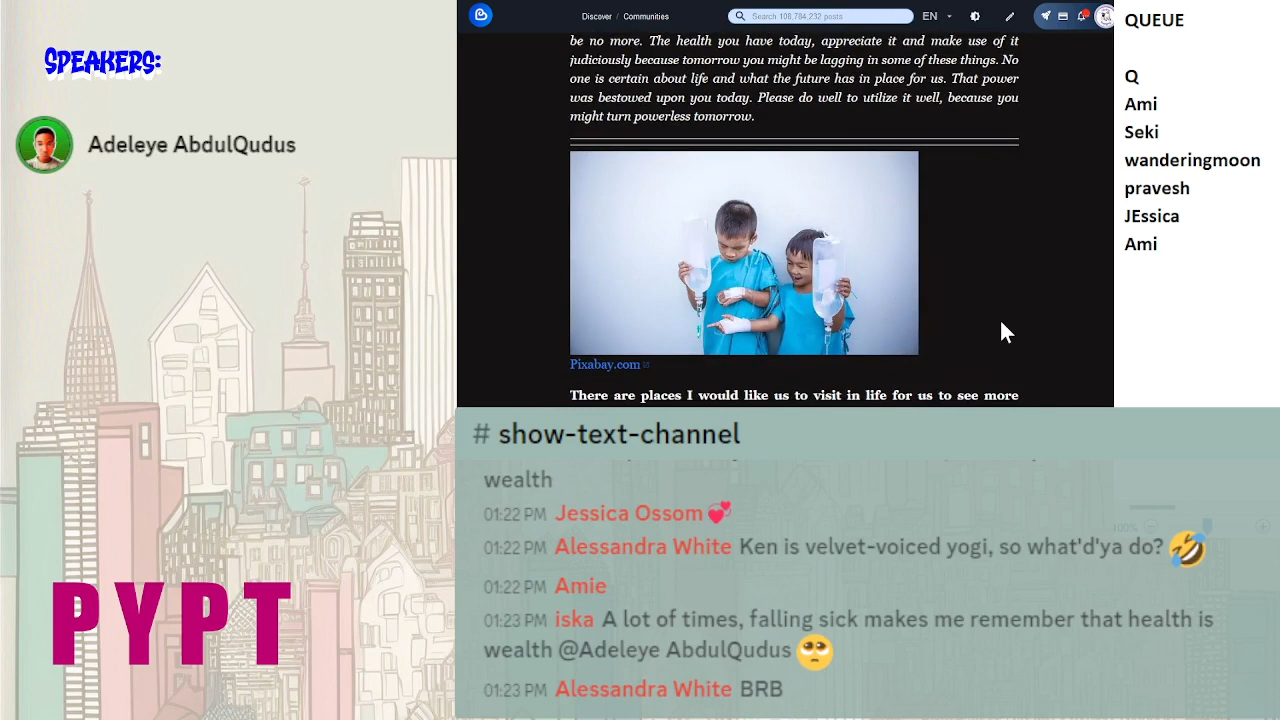 SPEAKERS:
Adeleye AbdulQudus
PYPT
Discover / Communities
Search 108,784,232 posts
EN
be no more. The health you have today, appreciate it and make use of it
judiciously because tomorrow you might be lagging in some of these things. No
one is certain about life and what the future has in place for us. That power
was bestowed upon you today. Please do well to utilize it well, because you
might turn powerless tomorrow.
Pixabay.com
There are places I would like us to visit in life for us to see more
QUEUE
Q
Ami
Seki
wanderingmoon
pravesh
JEssica
Ami
# show-text-channel
wealth
01:22 PM Jessica Ossom 💕
01:22 PM Alessandra White Ken is velvet-voiced yogi, so what'd'ya do? 🤣
01:22 PM Amie
01:23 PM iska A lot of times, falling sick makes me remember that health is
wealth @Adeleye AbdulQudus 🥺
01:23 PM Alessandra White BRB
100%